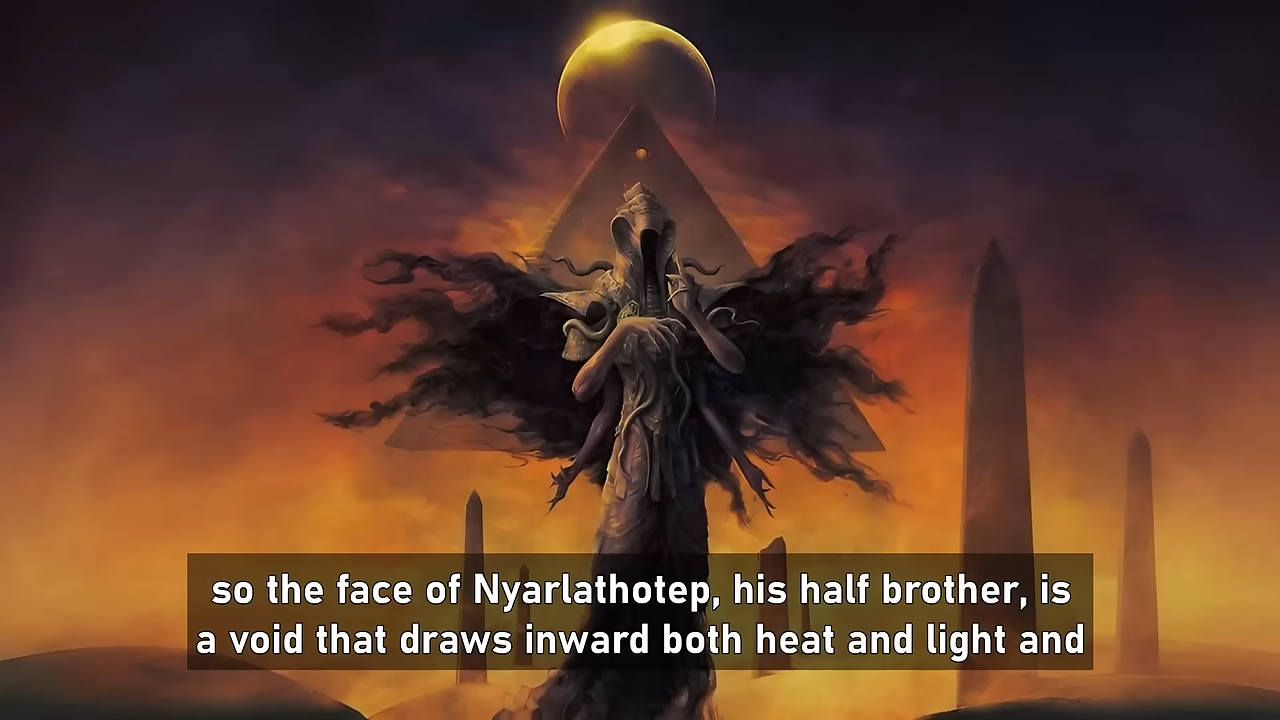 so the face of Nyarlathotep, his half brother, is
a void that draws inward both heat and light and